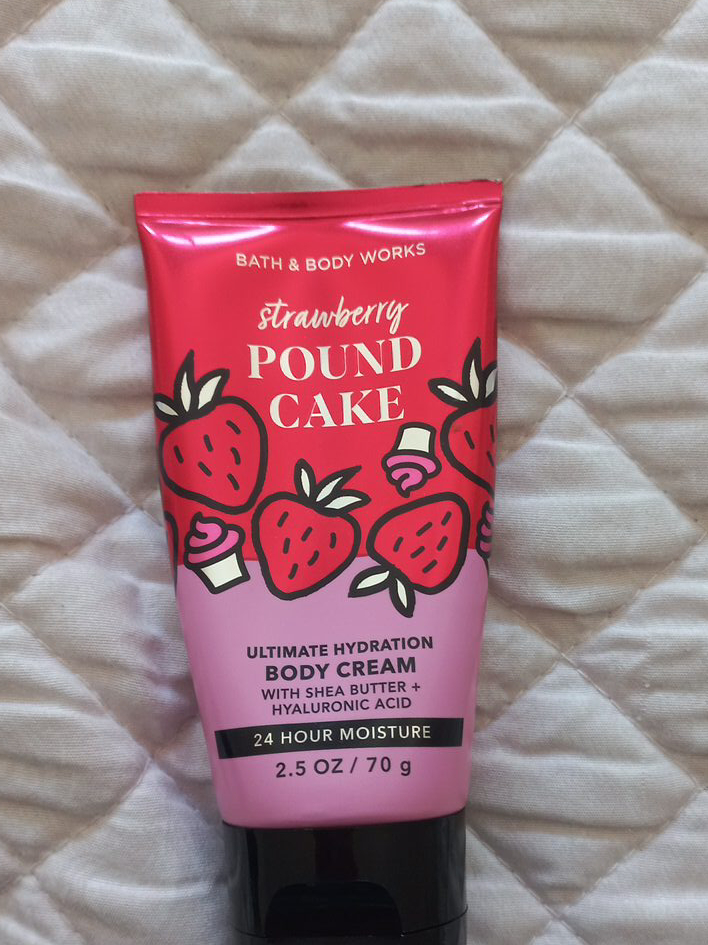 BATH & BODY WORKS
strawberry
POUND
CAKE
ULTIMATE HYDRATION
BODY CREAM
WITH SHEA BUTTER +
HYALURONIC ACID
24 HOUR MOISTURE
2.5 OZ / 70 g